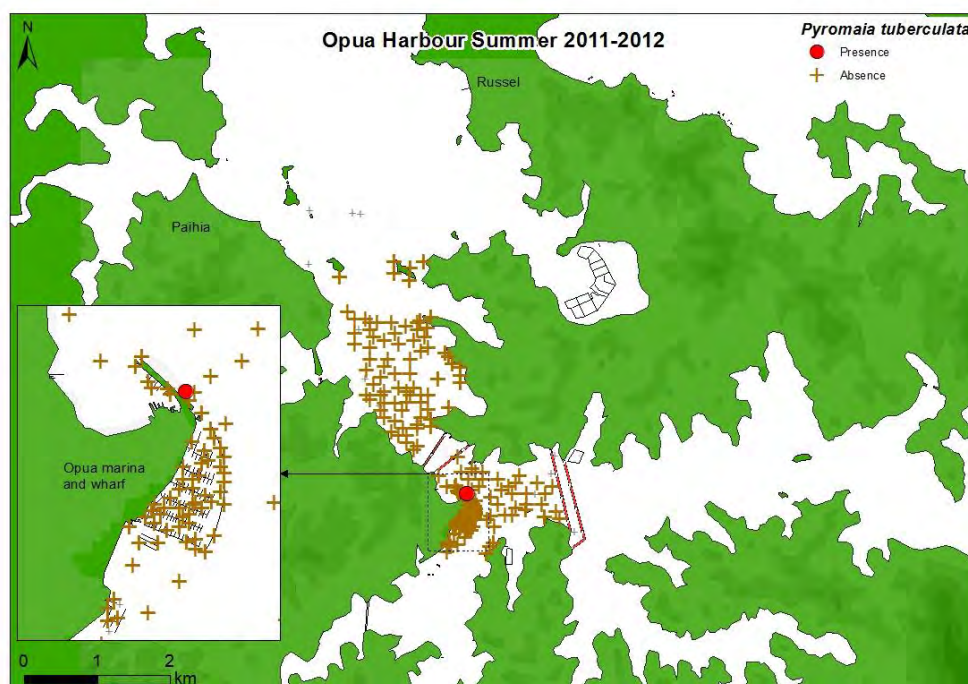 N
Opua Harbour Summer 2011-2012
Pyromaia tuberculata
Presence
Absence
Russel
Paihia
Opua marina
and wharf
0 1 2
km